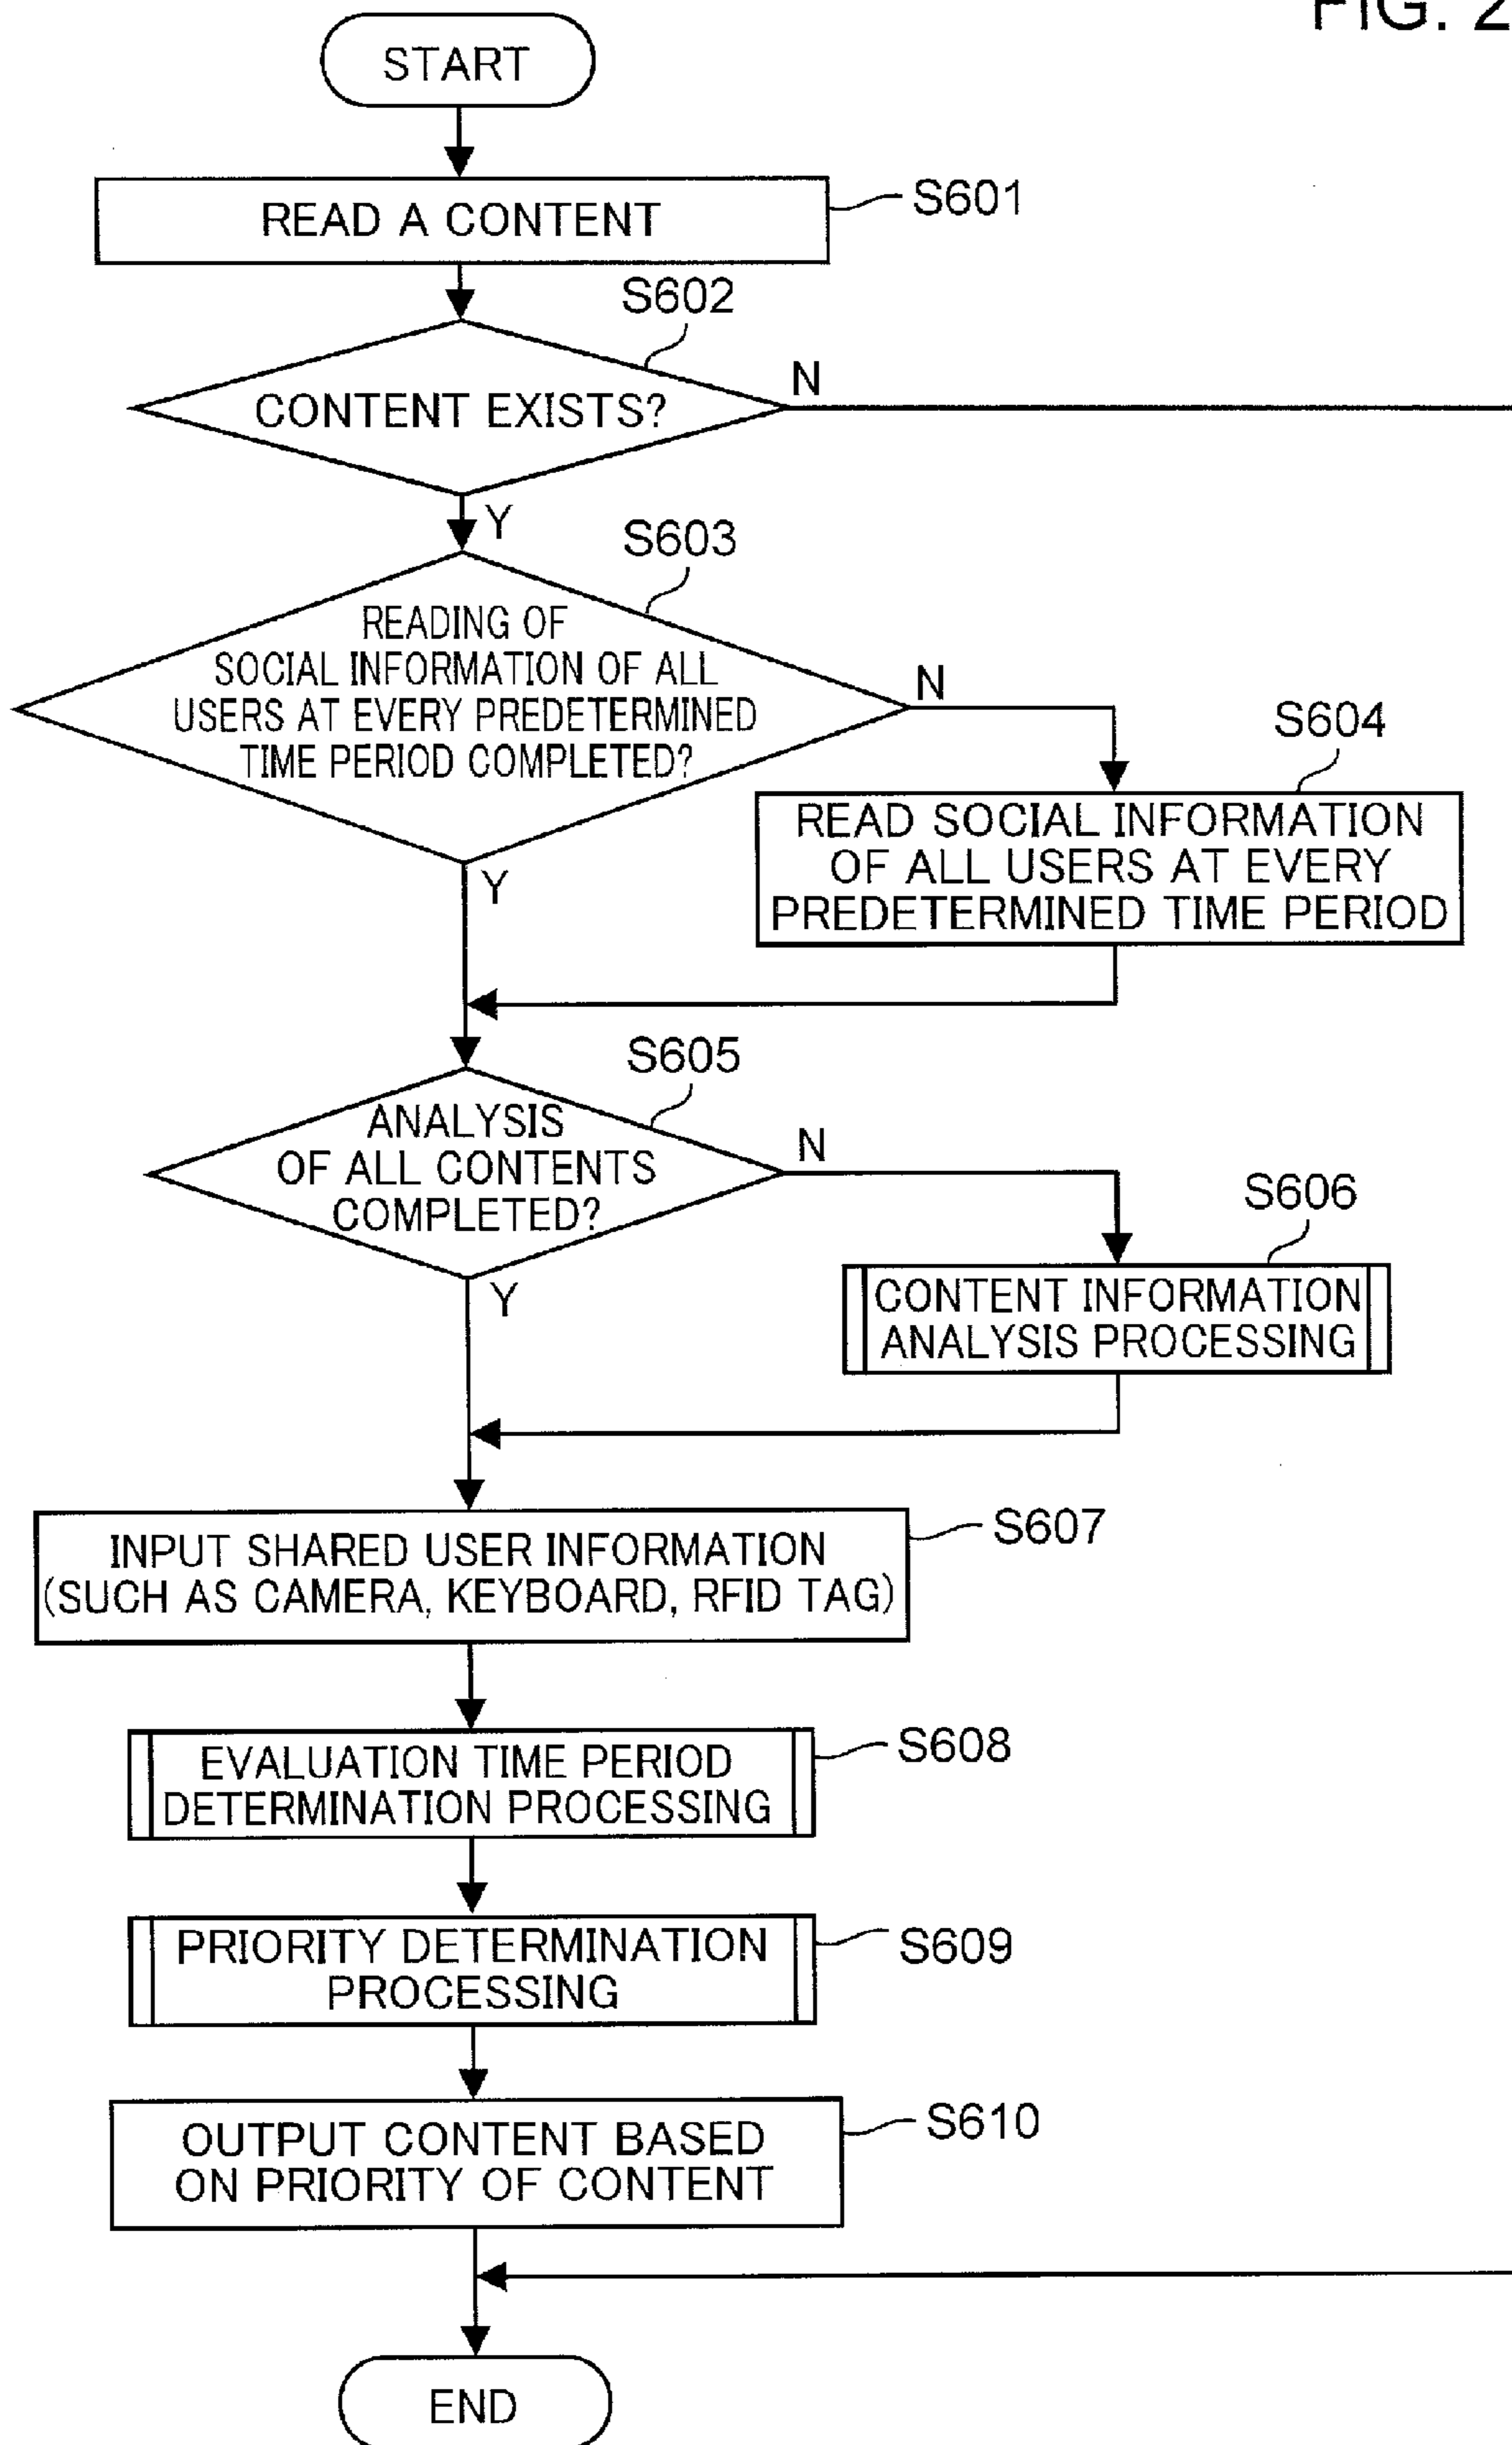 FIG. 2
START
READ A CONTENT
S601
S602
CONTENT EXISTS?
N
Y
S603
READING OF
SOCIAL INFORMATION OF ALL
USERS AT EVERY PREDETERMINED
TIME PERIOD COMPLETED?
N
Y
S604
READ SOCIAL INFORMATION
OF ALL USERS AT EVERY
PREDETERMINED TIME PERIOD
S605
ANALYSIS
OF ALL CONTENTS
COMPLETED?
N
Y
S606
CONTENT INFORMATION
ANALYSIS PROCESSING
INPUT SHARED USER INFORMATION
(SUCH AS CAMERA, KEYBOARD, RFID TAG)
S607
EVALUATION TIME PERIOD
DETERMINATION PROCESSING
S608
PRIORITY DETERMINATION
PROCESSING
S609
OUTPUT CONTENT BASED
ON PRIORITY OF CONTENT
S610
END